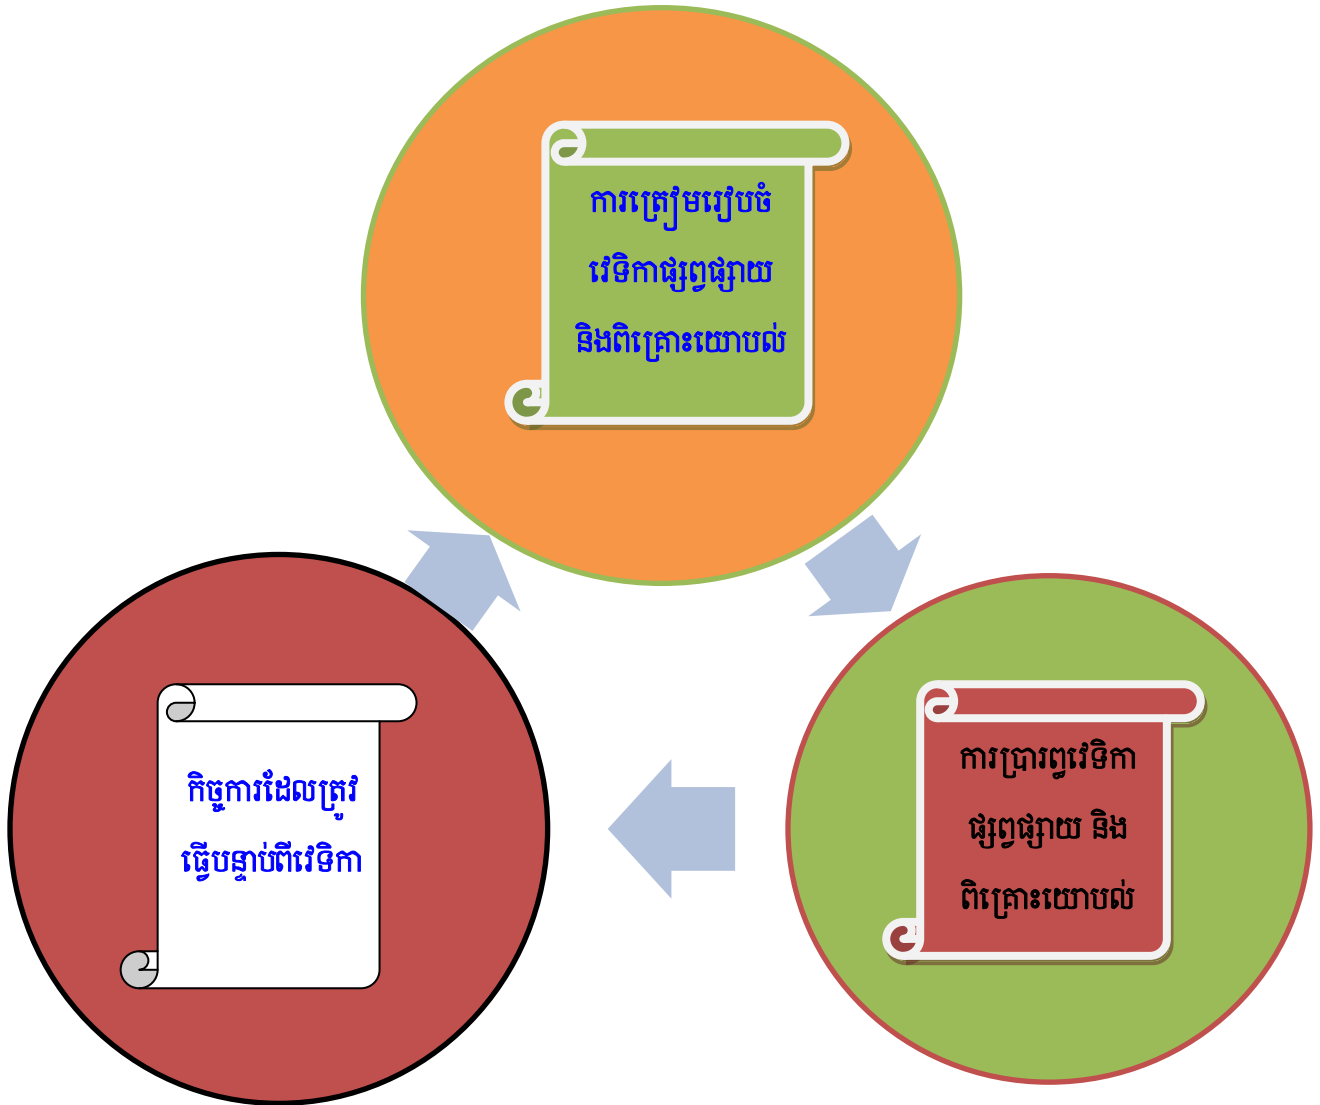 ការត្រៀមរៀបចំ
វេទិកាផ្សព្វផ្សាយ
និងពិគ្រោះយោបល់
កិច្ចការដែលត្រូវ
ធ្វើបន្ទាប់ពីវេទិកា
ការប្រារព្ធវេទិកា
ផ្សព្វផ្សាយ និង
ពិគ្រោះយោបល់